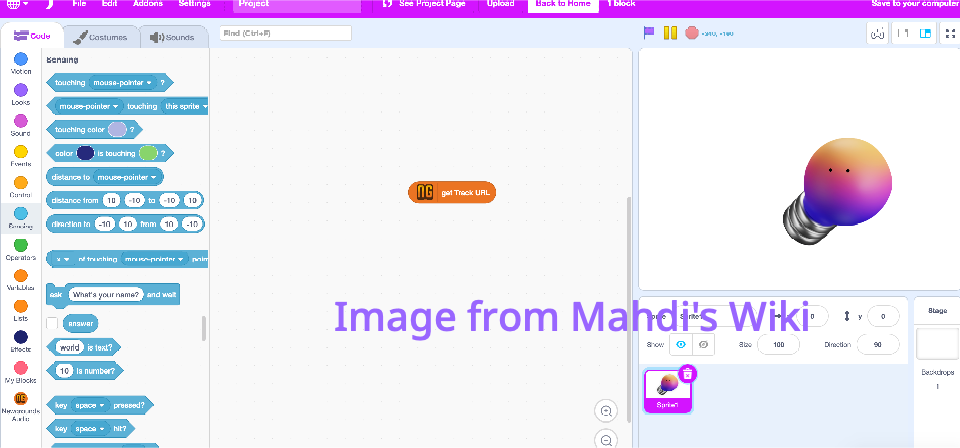 File Edit Addons Settings Project See Project Page Upload Back to Home 1 block Save to your computer
Code Costumes Sounds Find (Ctrl+F)
Motion
Looks
Sound
Events
Control
Sensing
Operators
Variables
Lists
Effects
My Blocks
Newgrounds
Audio
Sensing
touching mouse-pointer ?
mouse-pointer touching this sprite
touching color ?
color is touching ?
distance to mouse-pointer
distance from 10 -10 to -10 10
direction to -10 10 from 10 -10
x of touching mouse-pointer
ask What's your name? and wait
answer
world is text?
10 is number?
key space pressed?
key space hit?
NG get Track URL
Image from Mahdi's Wiki
0 y 0
Show Size 100 Direction 90
Sprite1
Stage
Backdrops
1